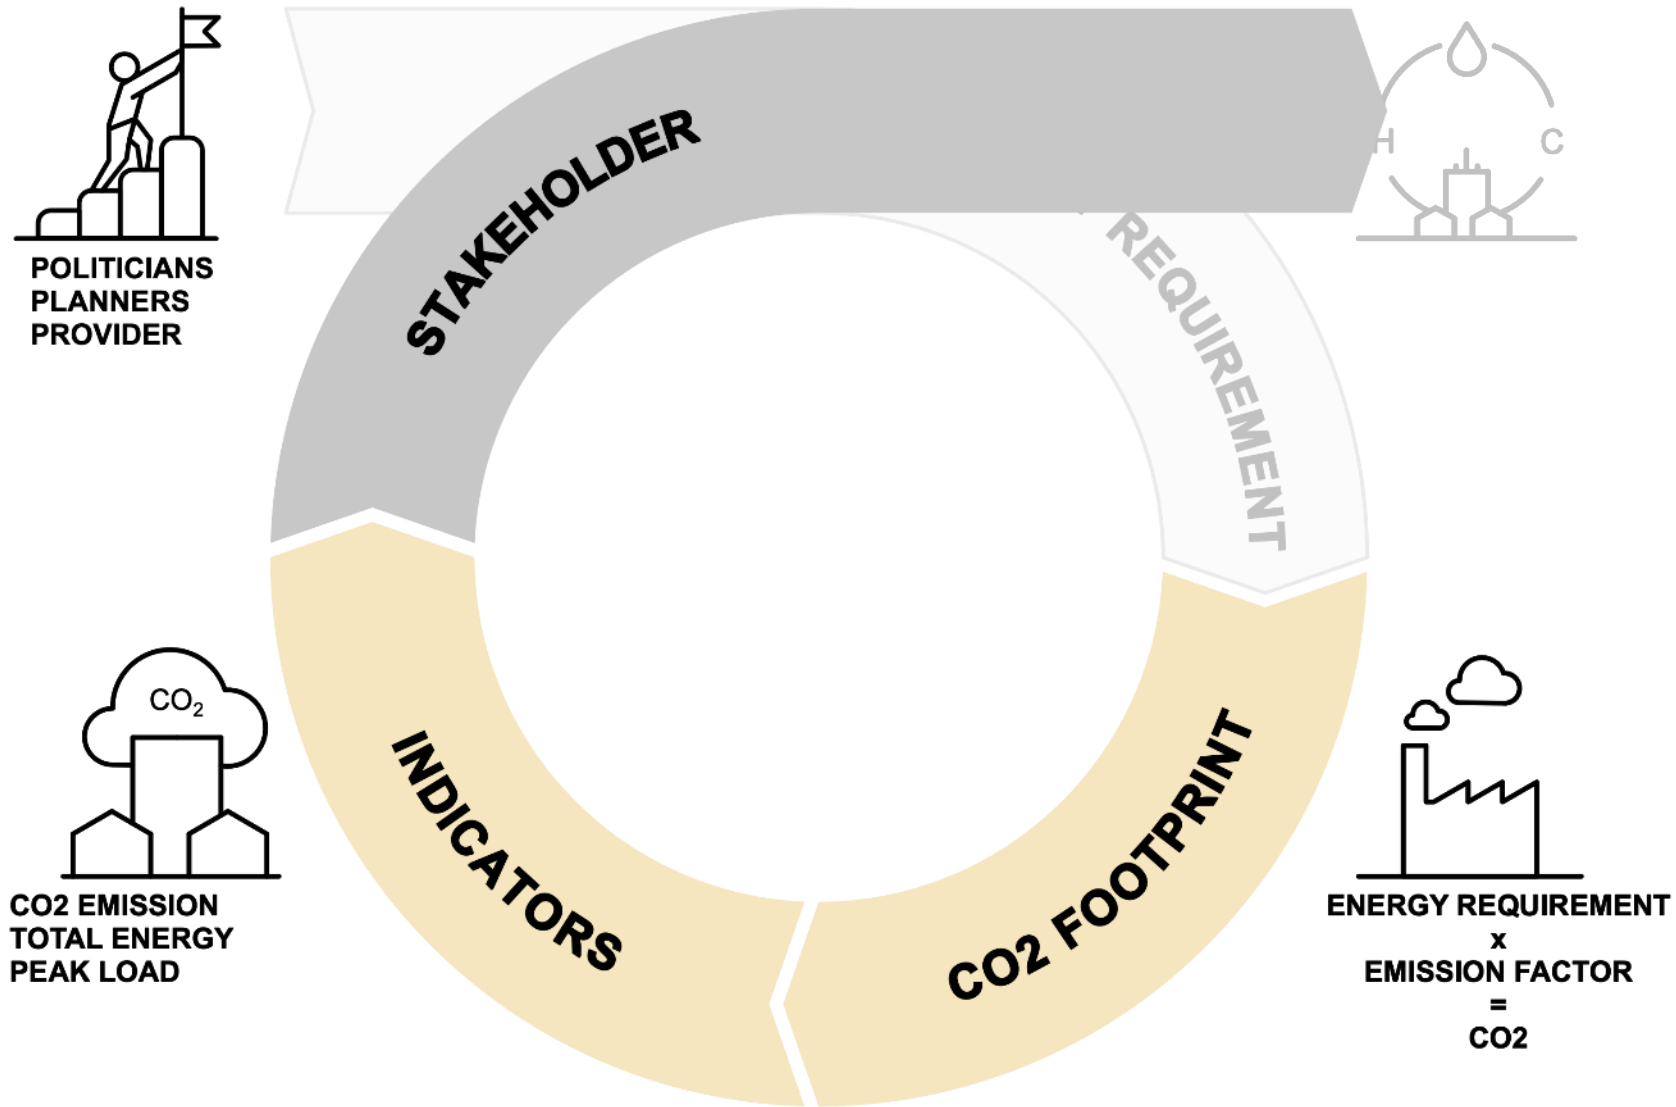 STAKEHOLDER
H
C
REQUIREMENT
POLITICIANS
PLANNERS
PROVIDER
CO₂
INDICATORS
CO2 FOOTPRINT
CO2 EMISSION
TOTAL ENERGY
PEAK LOAD
ENERGY REQUIREMENT
x
EMISSION FACTOR
=
CO2